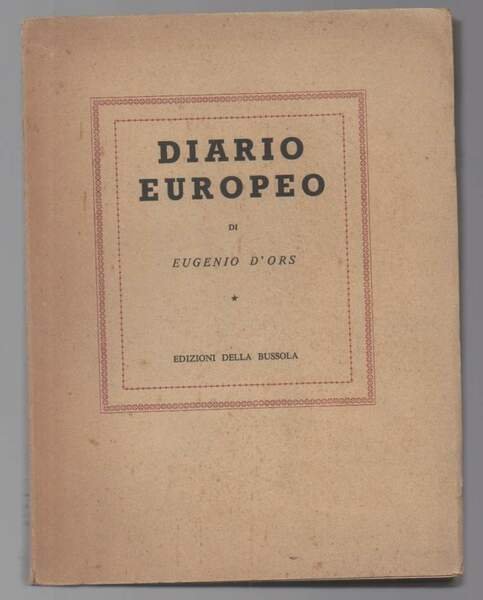 DIARIO
EUROPEO
DI
EUGENIO D'ORS
★
EDIZIONI DELLA BUSSOLA